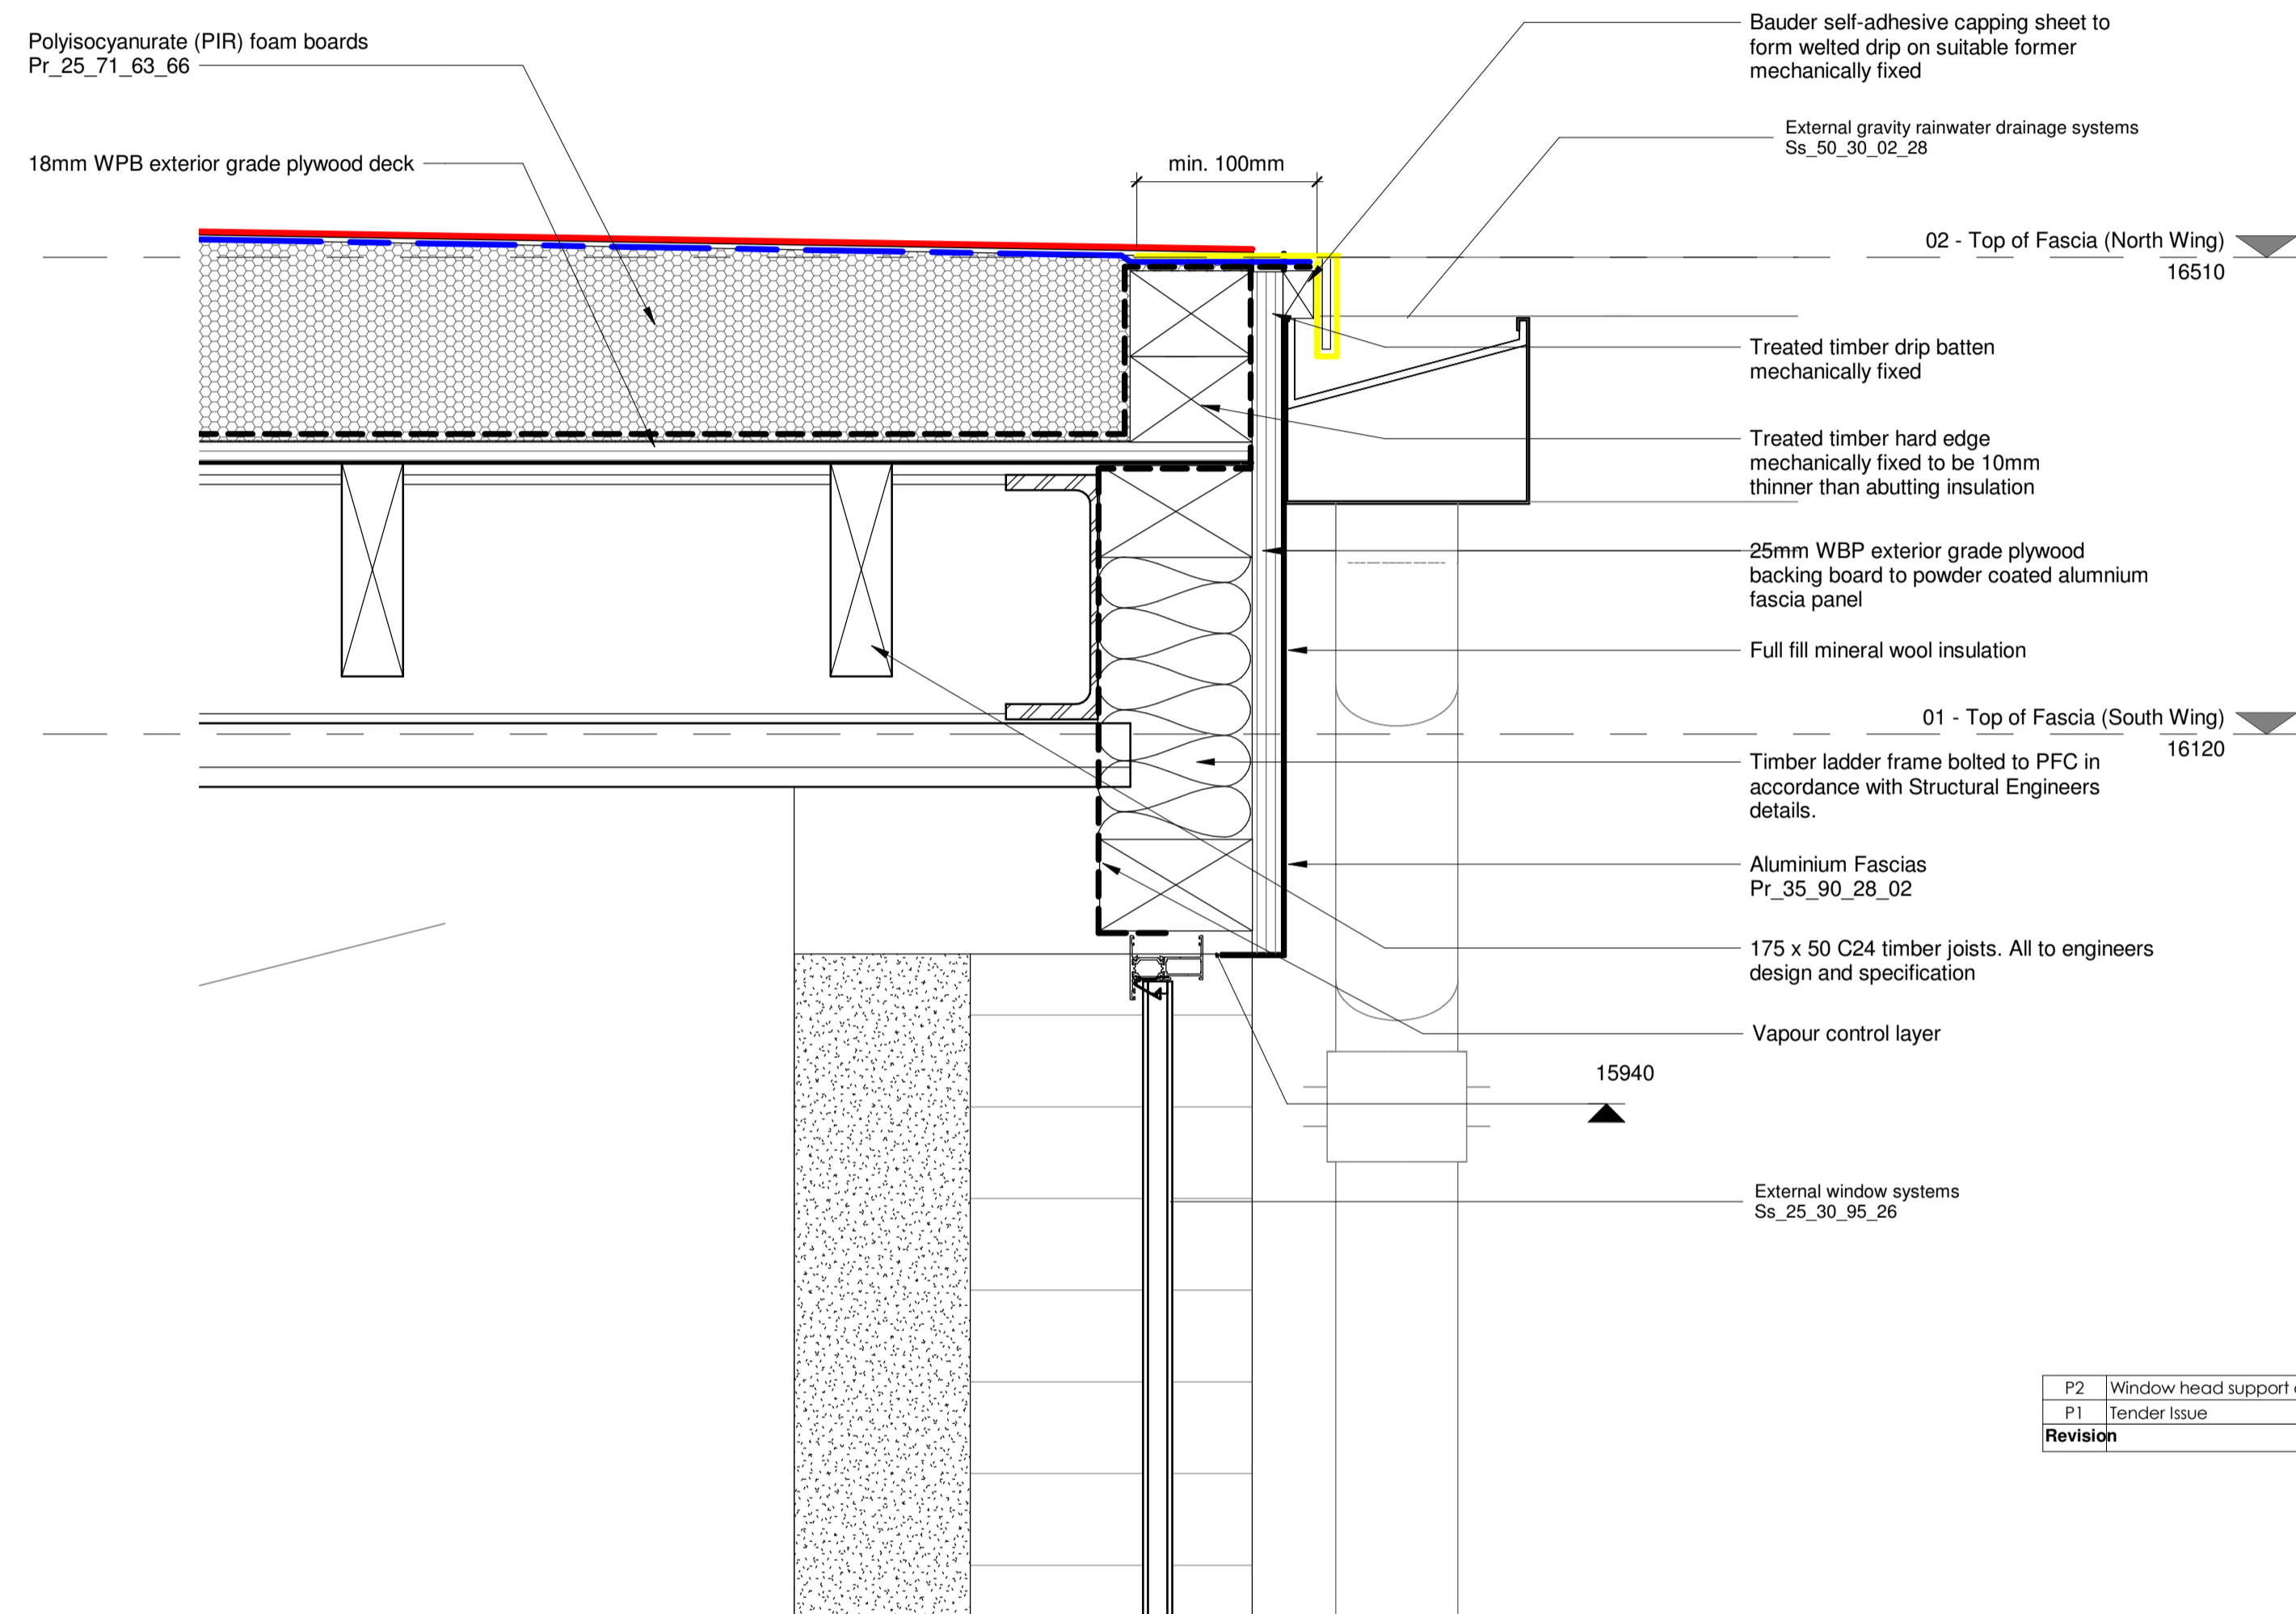 Polyisocyanurate (PIR) foam boards
Pr_25_71_63_66
18mm WPB exterior grade plywood deck
min. 100mm
Bauder self-adhesive capping sheet to
form welted drip on suitable former
mechanically fixed
External gravity rainwater drainage systems
Ss_50_30_02_28
02 - Top of Fascia (North Wing)
16510
Treated timber drip batten
mechanically fixed
Treated timber hard edge
mechanically fixed to be 10mm
thinner than abutting insulation
25mm WBP exterior grade plywood
backing board to powder coated alumnium
fascia panel
Full fill mineral wool insulation
01 - Top of Fascia (South Wing)
16120
Timber ladder frame bolted to PFC in
accordance with Structural Engineers
details.
Aluminium Fascias
Pr_35_90_28_02
175 x 50 C24 timber joists. All to engineers
design and specification
Vapour control layer
15940
External window systems
Ss_25_30_95_26
P2 Window head support
P1 Tender Issue
Revision